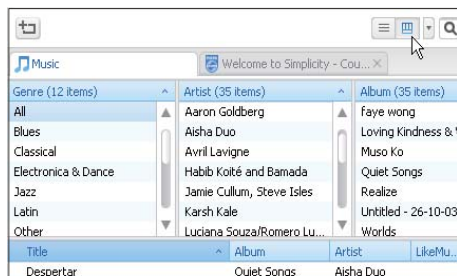 Music
Welcome to Simplicity - Cou...
Genre (12 items)
Artist (35 items)
Album (35 items)
All
Aaron Goldberg
faye wong
Blues
Aisha Duo
Loving Kindness &
Classical
Avril Lavigne
Muso Ko
Electronica & Dance
Habib Koité and Bamada
Quiet Songs
Jazz
Jamie Cullum, Steve Isles
Realize
Latin
Karsh Kale
Untitled - 26-10-03
Other
Luciana Souza/Romero Lu...
Worlds
Title
Album
Artist
LikeMu...
Despertar
Quiet Songs
Aisha Duo